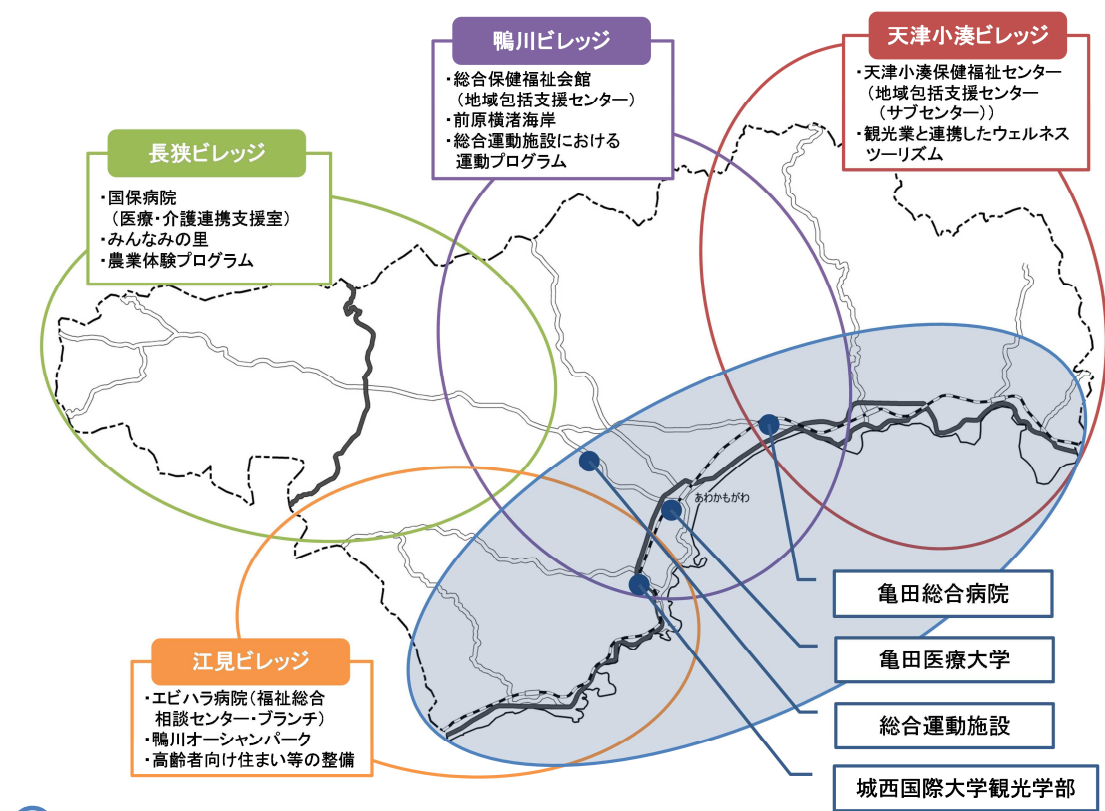 鴨川ビレッジ
・総合保健福祉会館
（地域包括支援センター）
・前原横渚海岸
・総合運動施設における
運動プログラム
天津小湊ビレッジ
・天津小湊保健福祉センター
（地域包括支援センター
（サブセンター））
・観光業と連携したウェルネス
ツーリズム
長狭ビレッジ
・国保病院
（医療・介護連携支援室）
・みんなみの里
・農業体験プログラム
あわかもがわ
江見ビレッジ
・エビハラ病院（福祉総合
相談センター・ブランチ）
・鴨川オーシャンパーク
・高齢者向け住まい等の整備
亀田総合病院
亀田医療大学
総合運動施設
城西国際大学観光学部